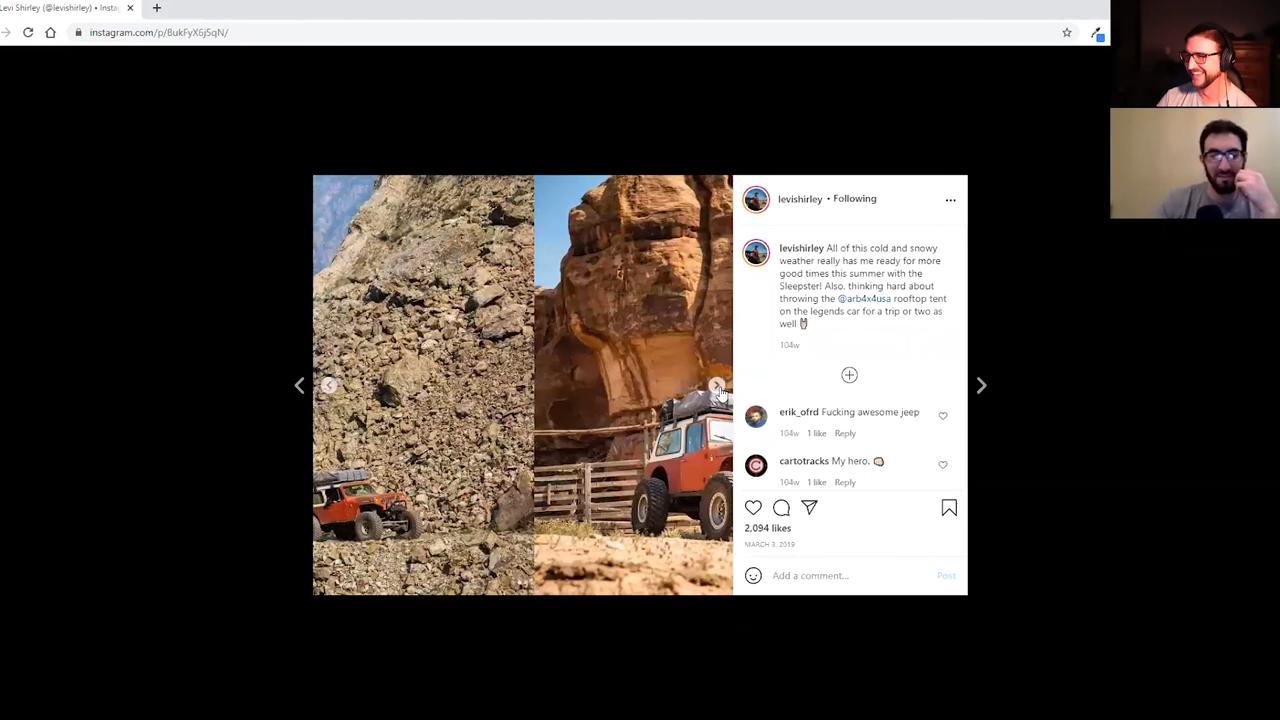 Levi Shirley (@levishirley) • Insta
instagram.com/p/BukFyX6j5qN/
levishirley • Following
levishirley All of this cold and snowy
weather really has me ready for more
good times this summer with the
Sleepster! Also, thinking hard about
throwing the @arb4x4usa rooftop tent
on the legends car for a trip or two as
well 🤘🏼
104w
erik_ofrd Fucking awesome jeep
104w 1 like Reply
cartotracks My hero. 👊🏻
104w 1 like Reply
2,094 likes
MARCH 3, 2019
Add a comment...
Post